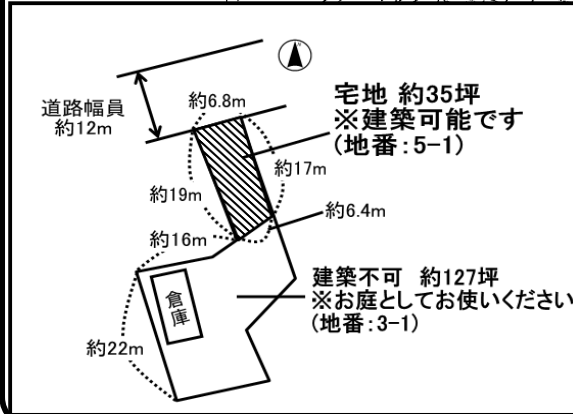 道路幅員
約12m
約6.8m
宅地 約35坪
※建築可能です
(地番:5-1)
約17m
約19m
約6.4m
約16m
建築不可 約127坪
※お庭としてお使いください
(地番:3-1)
倉庫
約22m